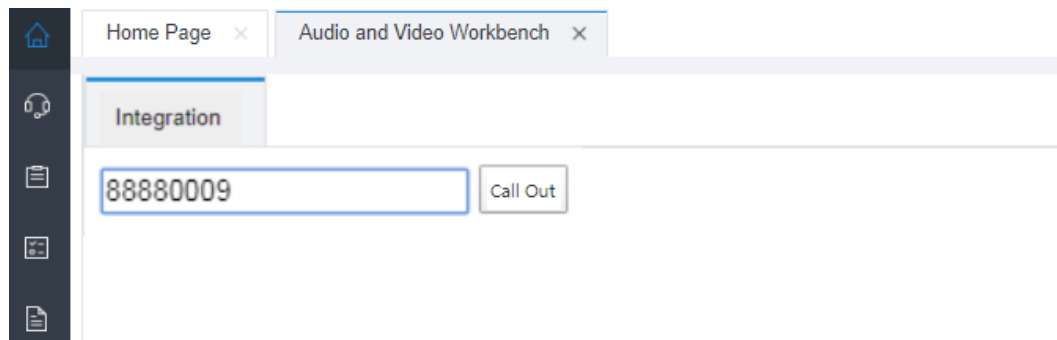 Home Page
Audio and Video Workbench
Integration
88880009
Call Out